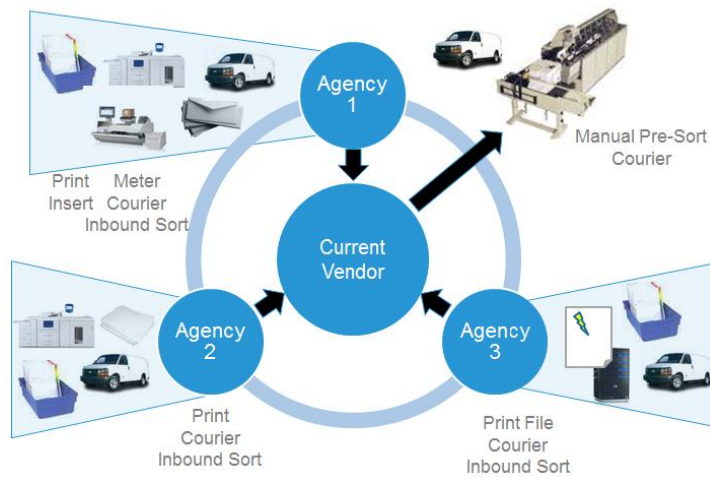 Agency
1
Manual Pre-Sort
Courier
Print Meter
Insert Courier
Inbound Sort
Current
Vendor
Agency
2
Agency
3
Print
Courier
Inbound Sort
Print File
Courier
Inbound Sort